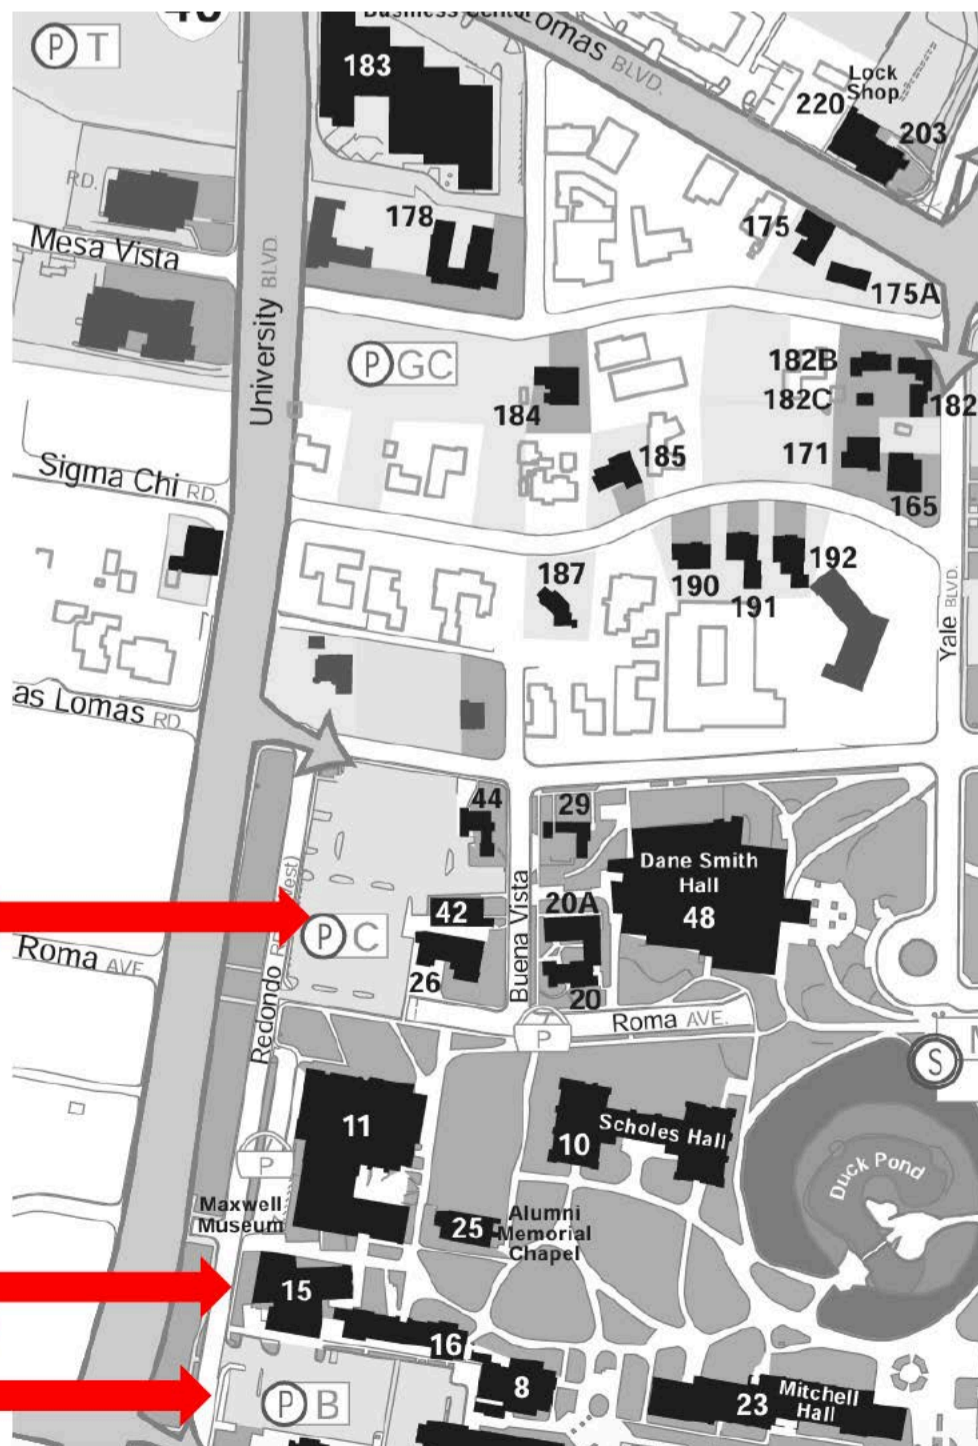 P T
183
Lomas BLVD.
Lock
Shop
220
203
RD.
178
175
Mesa Vista
175A
University BLVD.
P GC
182B
182C
182
184
185
171
165
Sigma Chi RD.
187
190
191
192
Yale BLVD.
as Lomas RD.
44
29
Dane Smith
Hall
48
42
20A
Buena Vista
P C
26
20
Roma AVE.
Roma AVE.
Redondo
P
S
11
10
Scholes Hall
P
Duck Pond
Maxwell
Museum
25
Alumni
Memorial
Chapel
15
16
8
23
Mitchell
Hall
P B